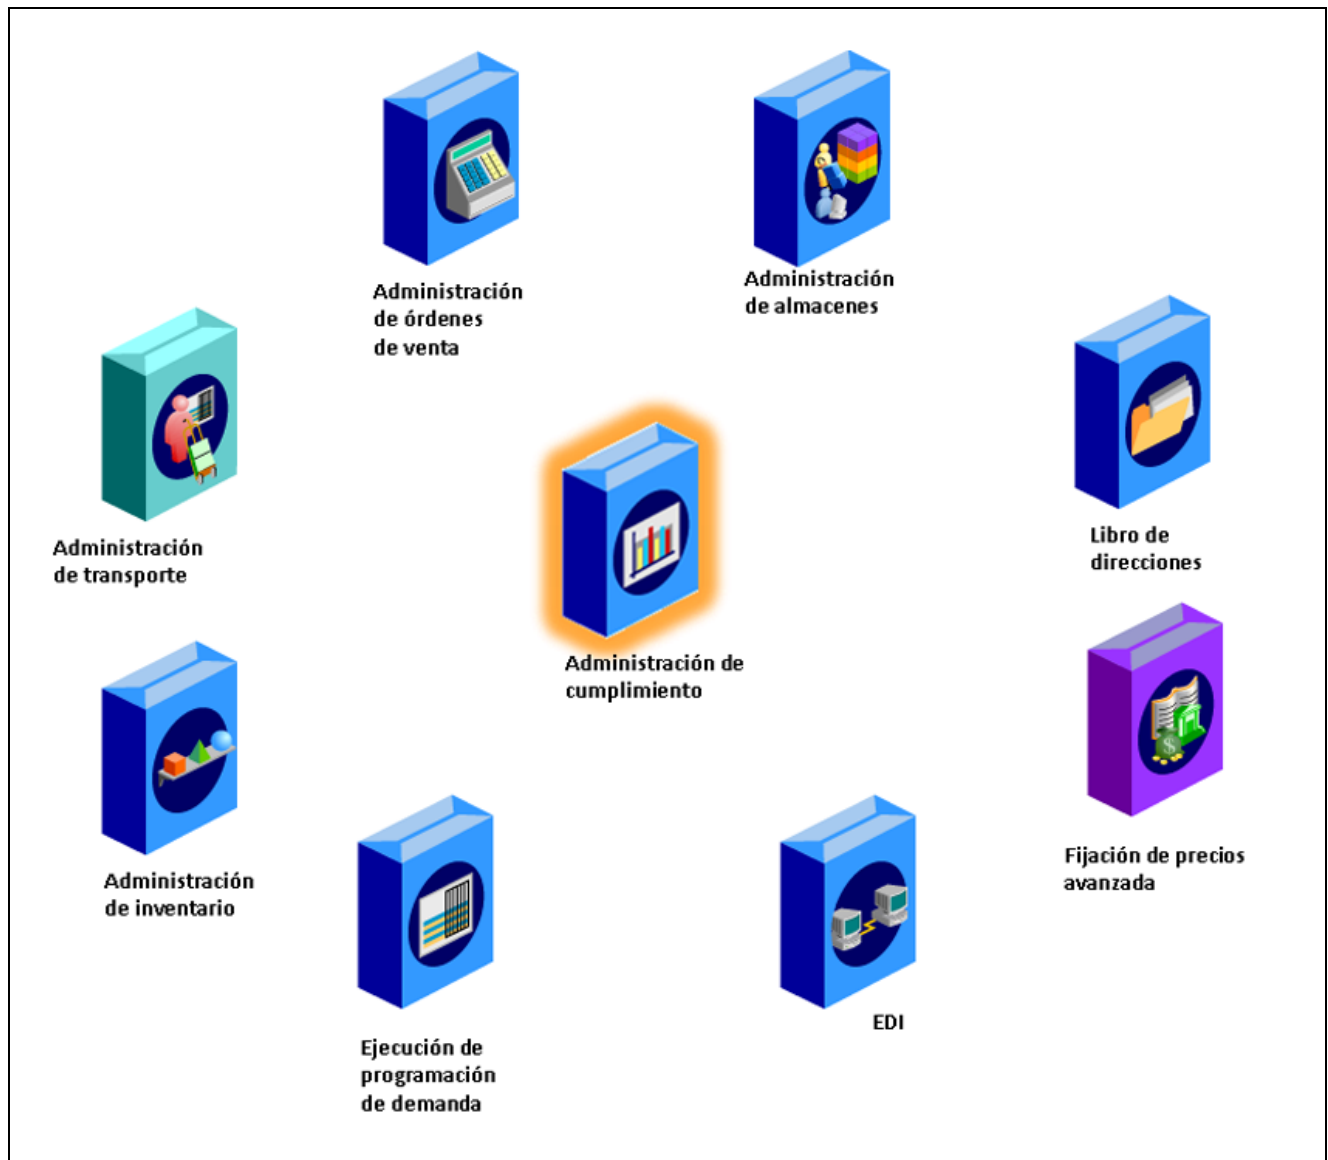 Administración
de órdenes
de venta
Administración
de almacenes
Administración
de transporte
Libro de
direcciones
Administración de
cumplimiento
Administración
de inventario
Fijación de precios
avanzada
Ejecución de
programación
de demanda
EDI